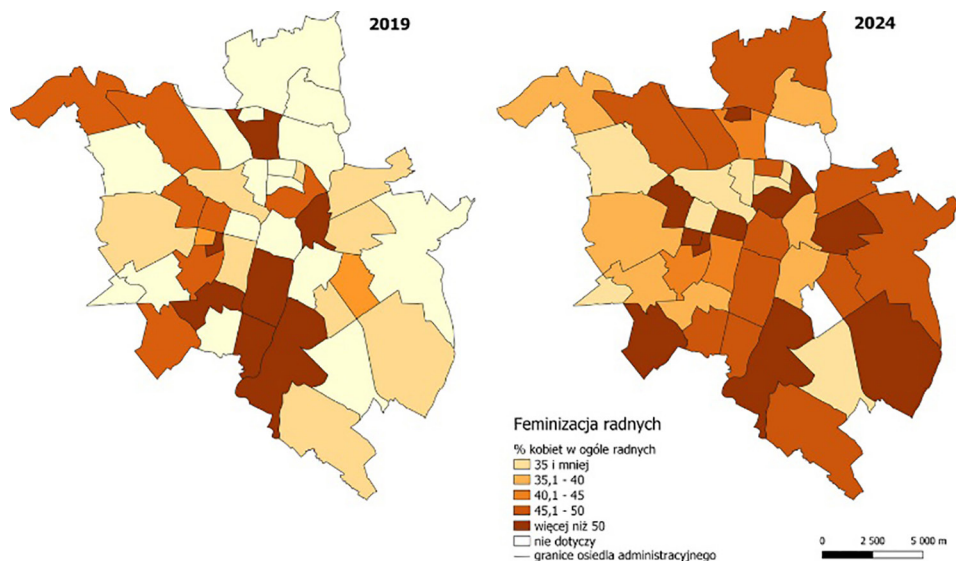 2019
2024
Feminizacja radnych
% kobiet w ogóle radnych
35 i mniej
35,1 - 40
40,1 - 45
45,1 - 50
więcej niż 50
nie dotyczy
granice osiedla administracyjnego
0 2 500 5 000 m